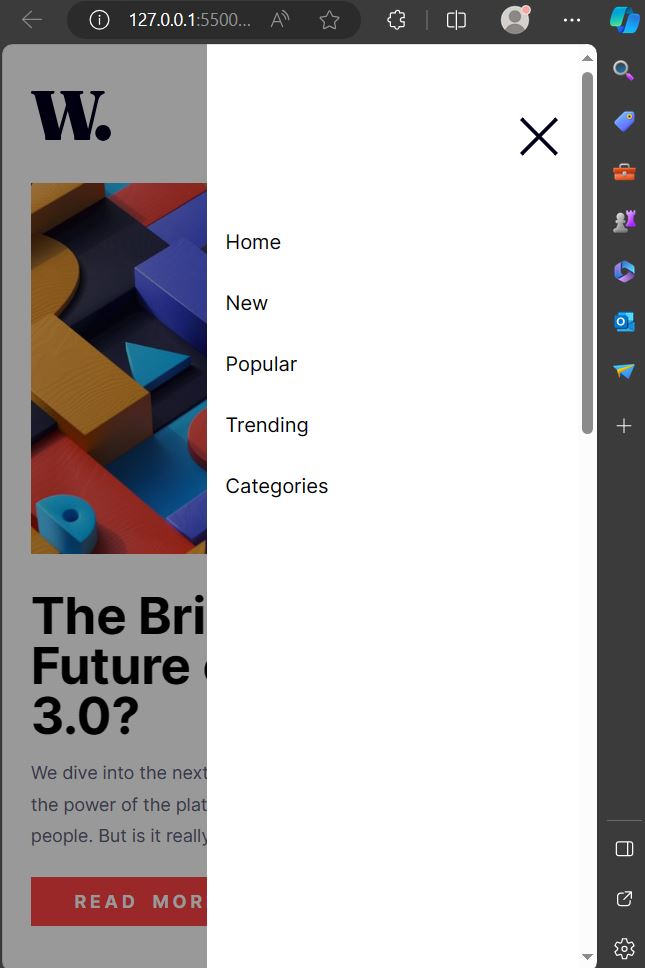 127.0.0.1:5500...
W.
Home
New
Popular
Trending
Categories
The Bri
Future
3.0?
We dive into the next
the power of the plat
people. But is it really
READ MOR